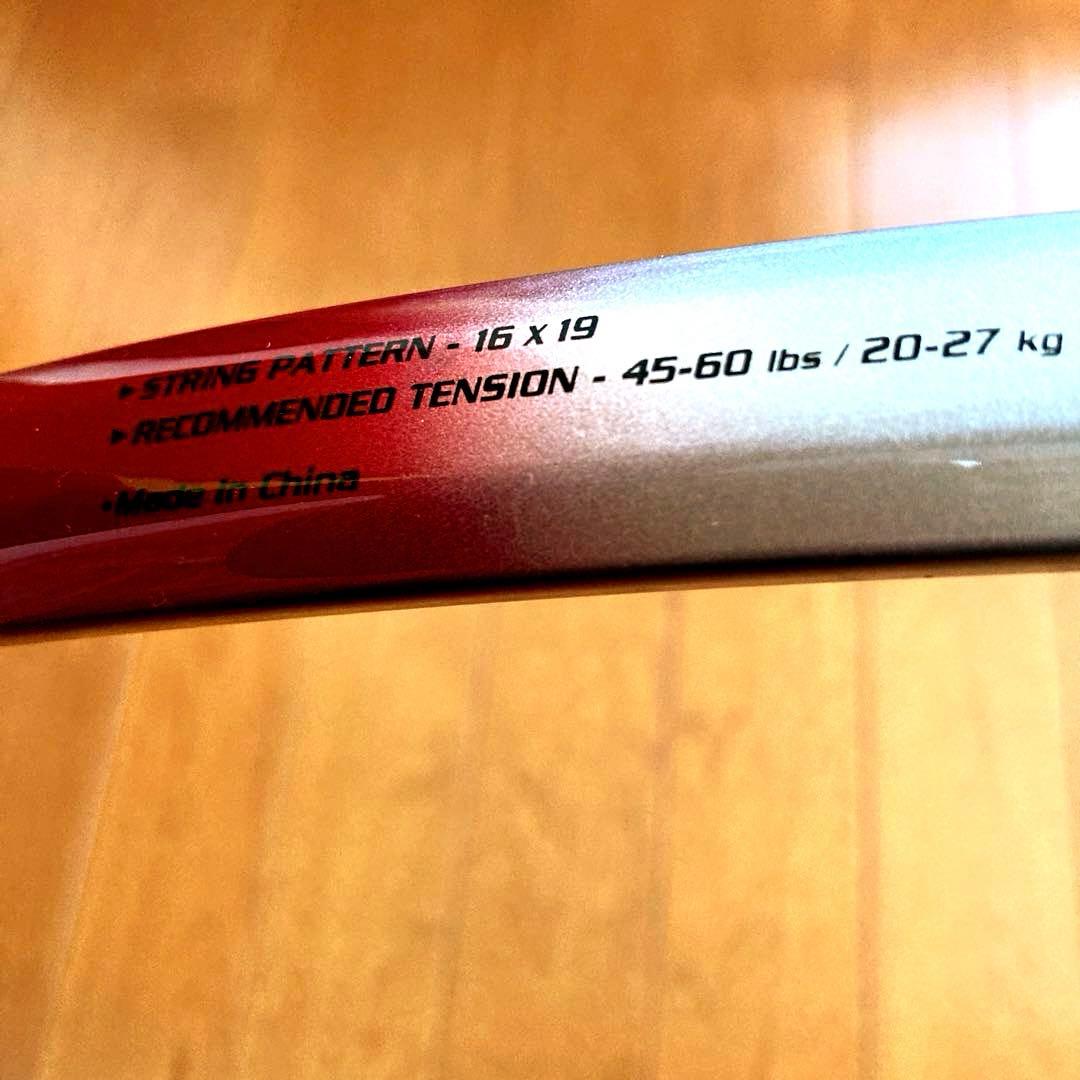 ▸STRING PATTERN - 16 X 19
▸RECOMMENDED TENSION - 45-60 lbs / 20-27 kg
·Made in China